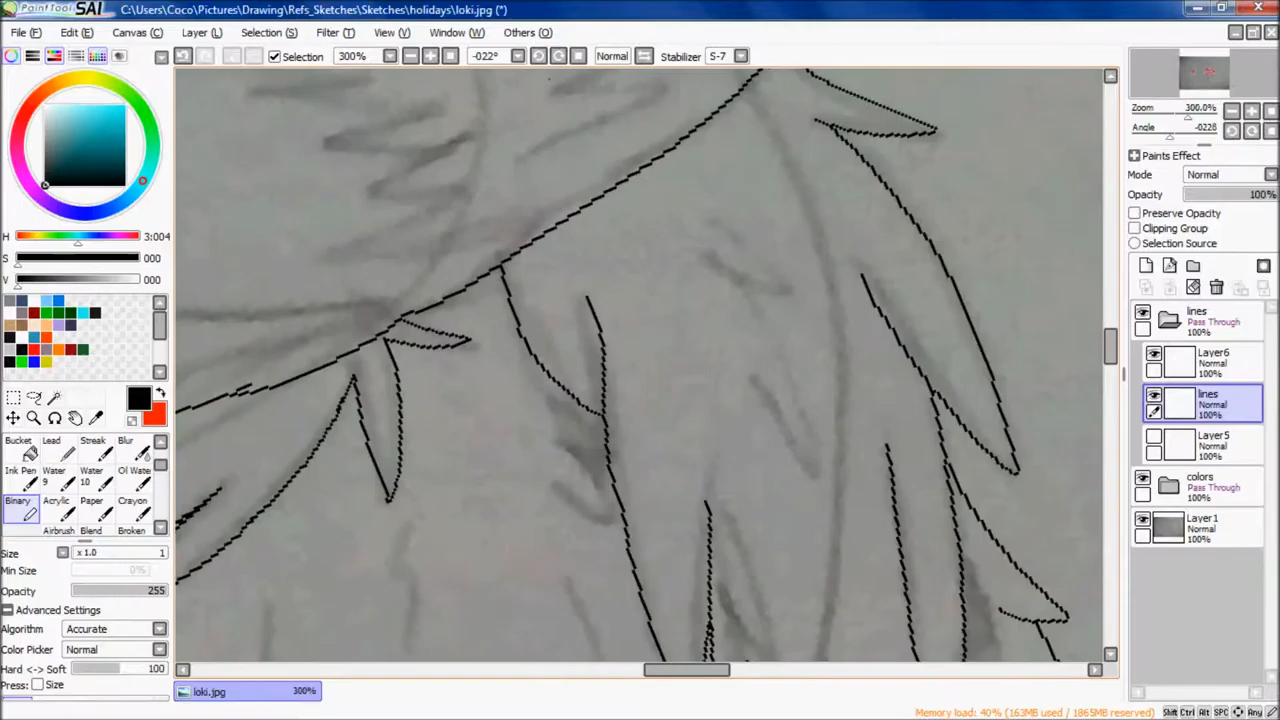 PaintTool SAI C:\Users\Coco\Pictures\Drawing\Refs_Sketches\Sketches\holidays\loki.jpg (*)
File (F) Edit (E) Canvas (C) Layer (L) Selection (S) Filter (T) View (V) Window (W) Others (O)
Selection 300% -022° Normal Stabilizer S-7
Zoom 300.0%
Angle -022ß
Paints Effect
Mode Normal
Opacity 100%
Preserve Opacity
Clipping Group
Selection Source
H 3:004
S 000
V 000
lines
Pass Through
100%
Layer6
Normal
100%
lines
Normal
100%
Layer5
Normal
100%
colors
Pass Through
100%
Layer1
Normal
100%
Bucket Lead Streak Blur
Ink Pen Water Water Ol Wate
9 10
Binary Acrylic Paper Crayon
Airbrush Blend Broken
Size x 1.0 1
Min Size 0%
Opacity 255
Advanced Settings
Algorithm Accurate
Color Picker Normal
Hard <-> Soft 100
Press: Size
loki.jpg 300%
Memory load: 40% (163MB used / 1865MB reserved) Shift Ctrl Alt SPC Any